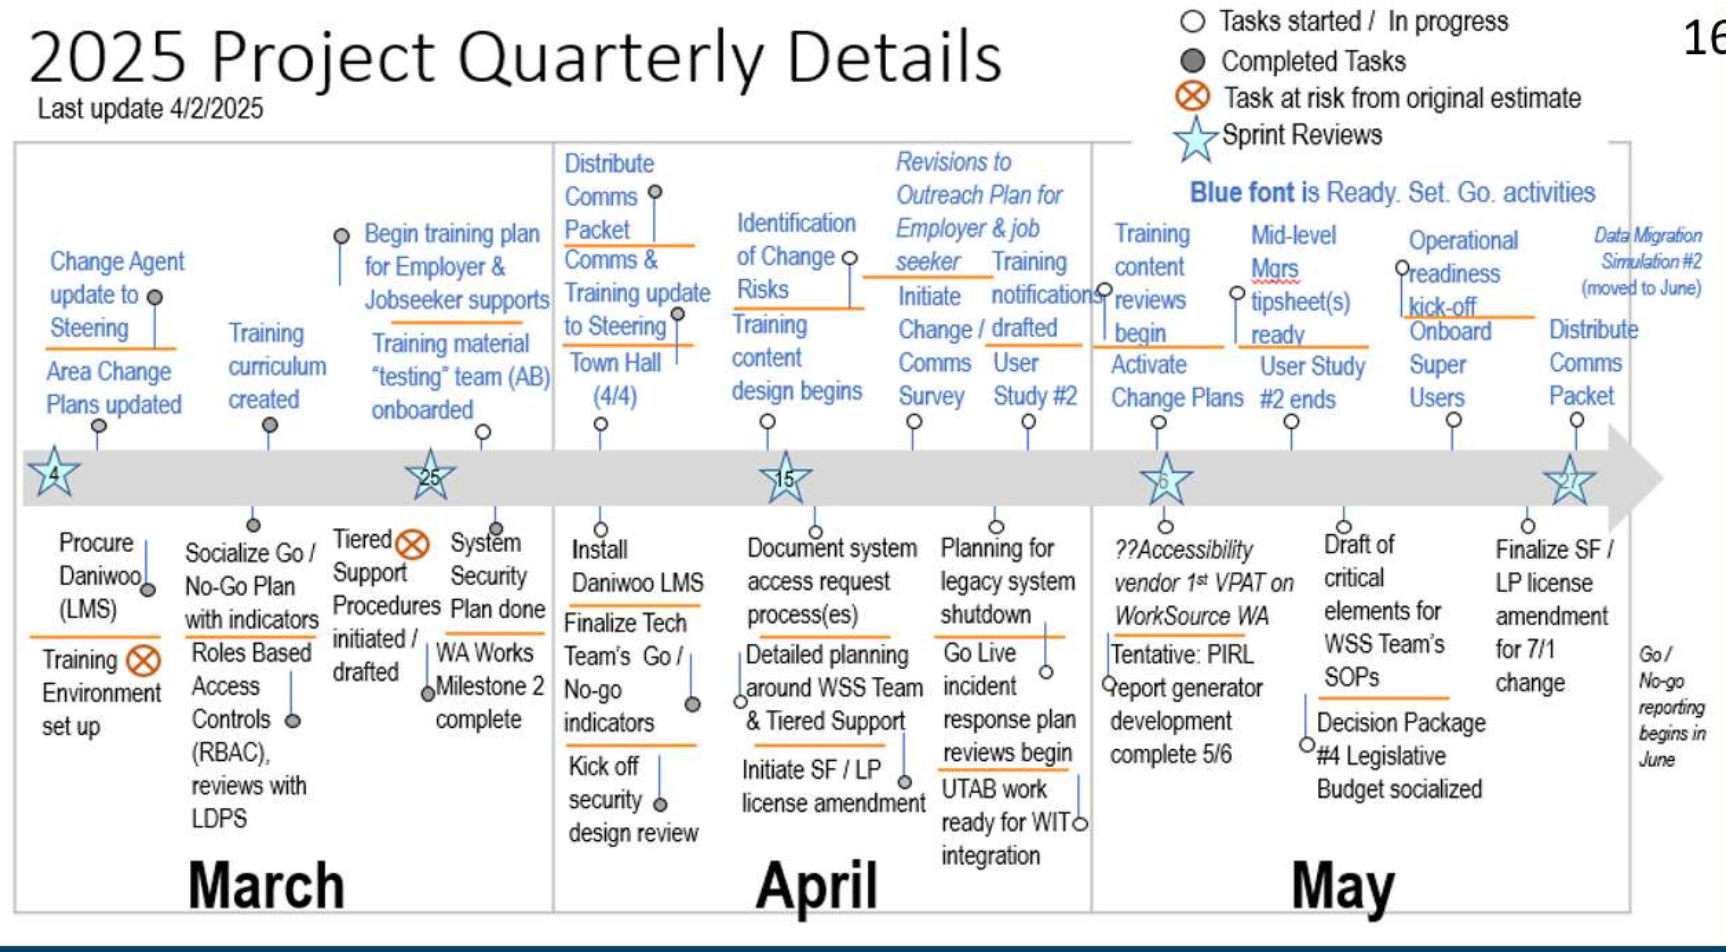 2025 Project Quarterly Details
Last update 4/2/2025
Tasks started / In progress
Completed Tasks
Task at risk from original estimate
Sprint Reviews
16
Blue font is Ready. Set. Go. activities
Change Agent
update to
Steering
Area Change
Plans updated
Training
curriculum
created
Begin training plan
for Employer &
Jobseeker supports
Training material
"testing" team (AB)
onboarded
Distribute
Comms
Packet
Comms &
Training update
to Steering
Town Hall
(4/4)
Identification
of Change
Risks
Training
content
design begins
Revisions to
Outreach Plan for
Employer & job
seeker
Initiate
Change /
Comms
Survey
Training
notifications
drafted
User
Study #2
Training
content
reviews
begin
Activate
Change Plans
Mid-level
Mgrs
tipsheet(s)
ready
User Study
#2 ends
Operational
readiness
kick-off
Onboard
Super
Users
Data Migration
Simulation #2
(moved to June)
Distribute
Comms
Packet
4
25
15
6
27
Procure
Daniwoo
(LMS)
Training
Environment
set up
Socialize Go /
No-Go Plan
with indicators
Roles Based
Access
Controls
(RBAC),
reviews with
LDPS
Tiered
Support
Procedures
initiated /
drafted
System
Security
Plan done
WA Works
Milestone 2
complete
Install
Daniwoo LMS
Finalize Tech
Team's Go /
No-go
indicators
Kick off
security
design review
Document system
access request
process(es)
Detailed planning
around WSS Team
& Tiered Support
Initiate SF / LP
license amendment
Planning for
legacy system
shutdown
Go Live
incident
response plan
reviews begin
UTAB work
ready for WIT
integration
??Accessibility
vendor 1st VPAT on
WorkSource WA
Tentative: PIRL
report generator
development
complete 5/6
Draft of
critical
elements for
WSS Team's
SOPs
Decision Package
#4 Legislative
Budget socialized
Finalize SF /
LP license
amendment
for 7/1
change
Go /
No-go
reporting
begins in
June
March
April
May